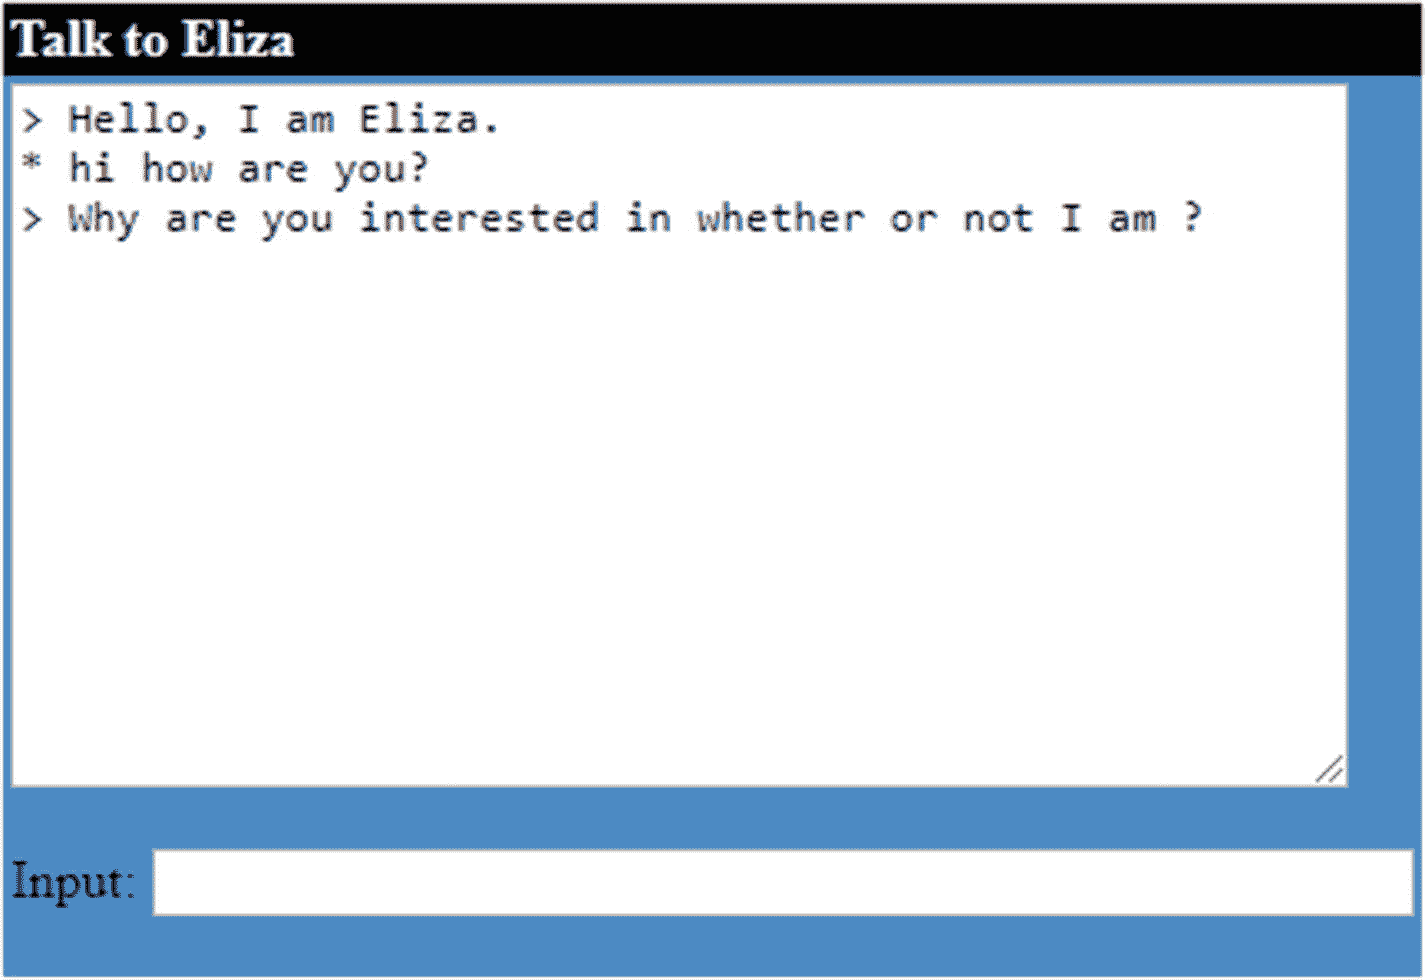 Talk to Eliza
> Hello, I am Eliza.
* hi how are you?
> Why are you interested in whether or not I am ?
Input: